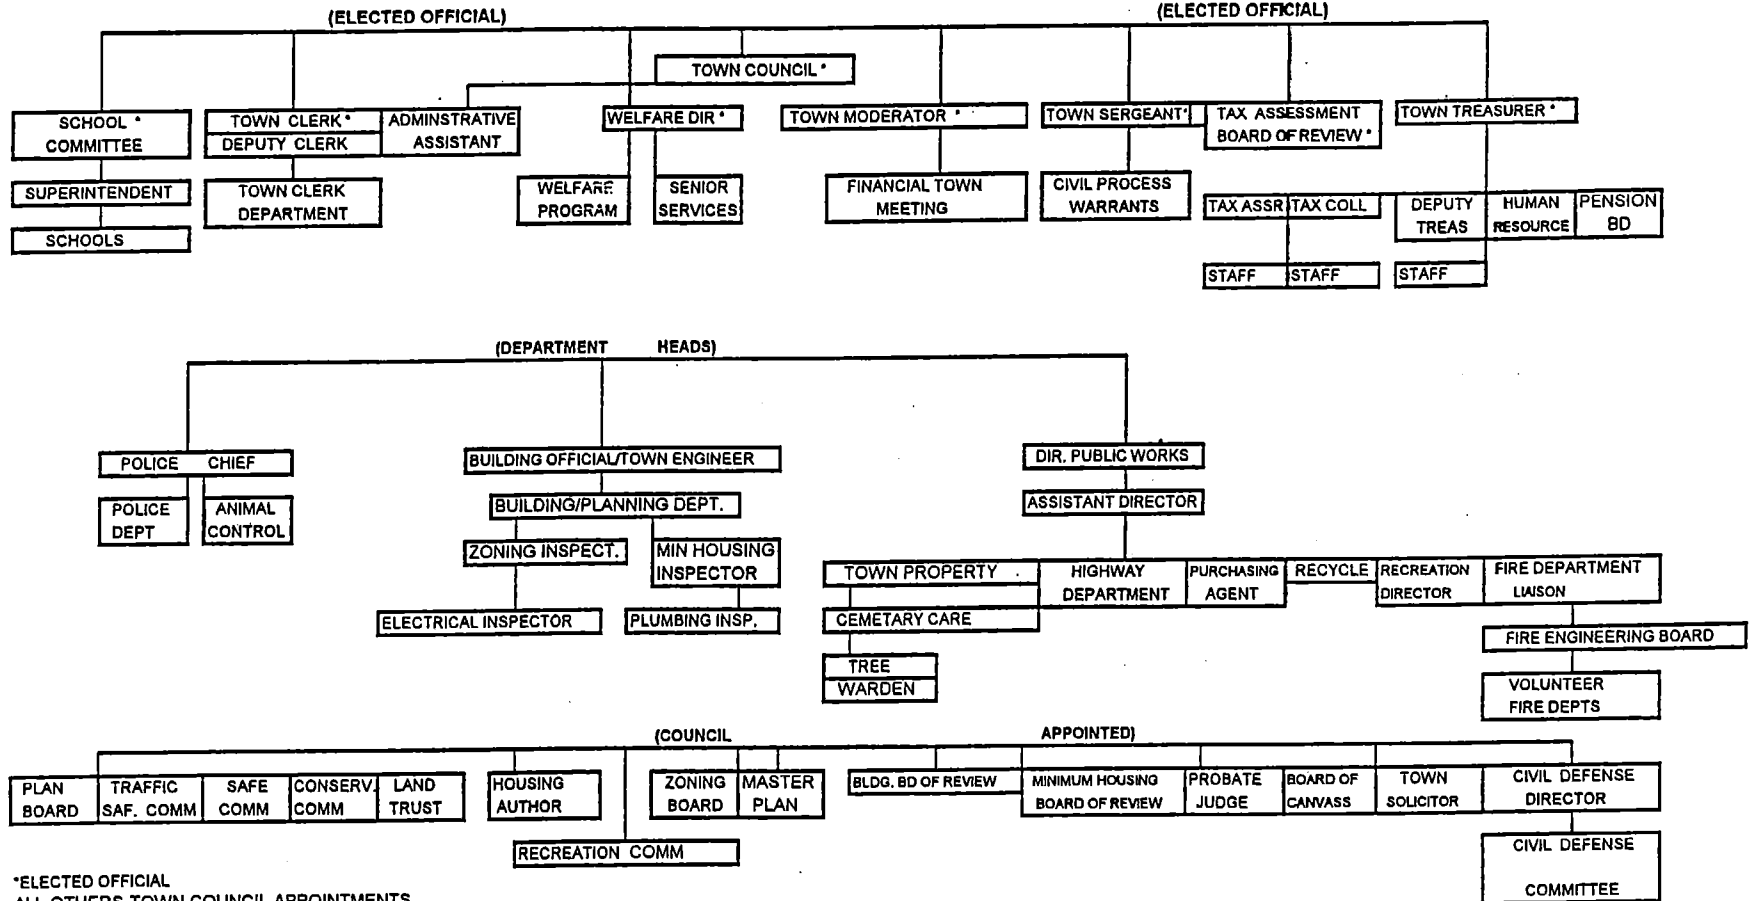 (ELECTED OFFICIAL)
(ELECTED OFFICIAL)
TOWN COUNCIL *
SCHOOL *
COMMITTEE
TOWN CLERK *
DEPUTY CLERK
ADMINSTRATIVE
ASSISTANT
WELFARE DIR *
TOWN MODERATOR *
TOWN SERGEANT*
TAX ASSESSMENT
BOARD OF REVIEW *
TOWN TREASURER *
SUPERINTENDENT
SCHOOLS
TOWN CLERK
DEPARTMENT
WELFARE
PROGRAM
SENIOR
SERVICES
FINANCIAL TOWN
MEETING
CIVIL PROCESS
WARRANTS
TAX ASSR
TAX COLL
DEPUTY
TREAS
HUMAN
RESOURCE
PENSION
BD
STAFF
STAFF
STAFF
(DEPARTMENT HEADS)
POLICE CHIEF
POLICE
DEPT
ANIMAL
CONTROL
BUILDING OFFICIAL/TOWN ENGINEER
BUILDING/PLANNING DEPT.
ZONING INSPECT.
MIN HOUSING
INSPECTOR
ELECTRICAL INSPECTOR
PLUMBING INSP.
DIR. PUBLIC WORKS
ASSISTANT DIRECTOR
TOWN PROPERTY
HIGHWAY
DEPARTMENT
PURCHASING
AGENT
RECYCLE
RECREATION
DIRECTOR
FIRE DEPARTMENT
LIAISON
CEMETARY CARE
TREE
WARDEN
FIRE ENGINEERING BOARD
VOLUNTEER
FIRE DEPTS
(COUNCIL APPOINTED)
PLAN
BOARD
TRAFFIC
SAF. COMM
SAFE
COMM
CONSERV.
COMM
LAND
TRUST
HOUSING
AUTHOR
RECREATION COMM
ZONING
BOARD
MASTER
PLAN
BLDG. BD OF REVIEW
MINIMUM HOUSING
BOARD OF REVIEW
PROBATE
JUDGE
BOARD OF
CANVASS
TOWN
SOLICITOR
CIVIL DEFENSE
DIRECTOR
CIVIL DEFENSE
COMMITTEE
*ELECTED OFFICIAL
ALL OTHERS TOWN COUNCIL APPOINTMENTS